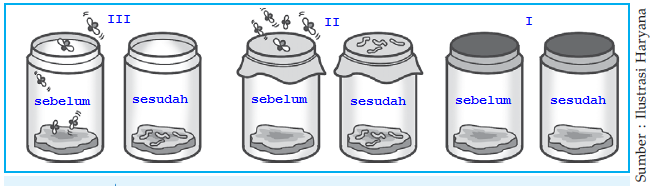 III
II
I
sebelum
sesudah
sebelum
sesudah
sebelum
sesudah
Sumber : Ilustrasi Haryana